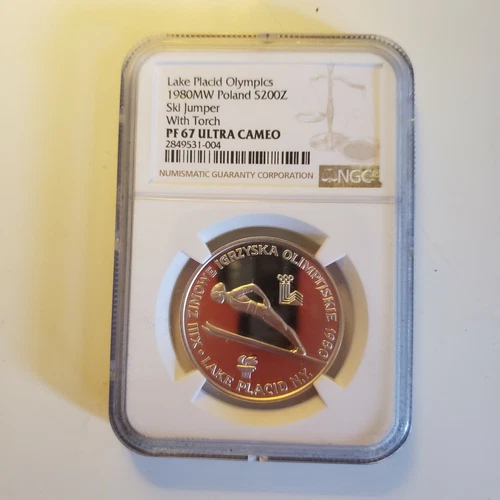 Lake Placid Olympics
1980MW Poland S200Z
Ski Jumper
With Torch
PF 67 ULTRA CAMEO
2849531-004
NUMISMATIC GUARANTY CORPORATION
NGC
XIII ZIMOWE IGRZYSKA OLIMPIJSKIE 1980
• LAKE PLACID N.Y.